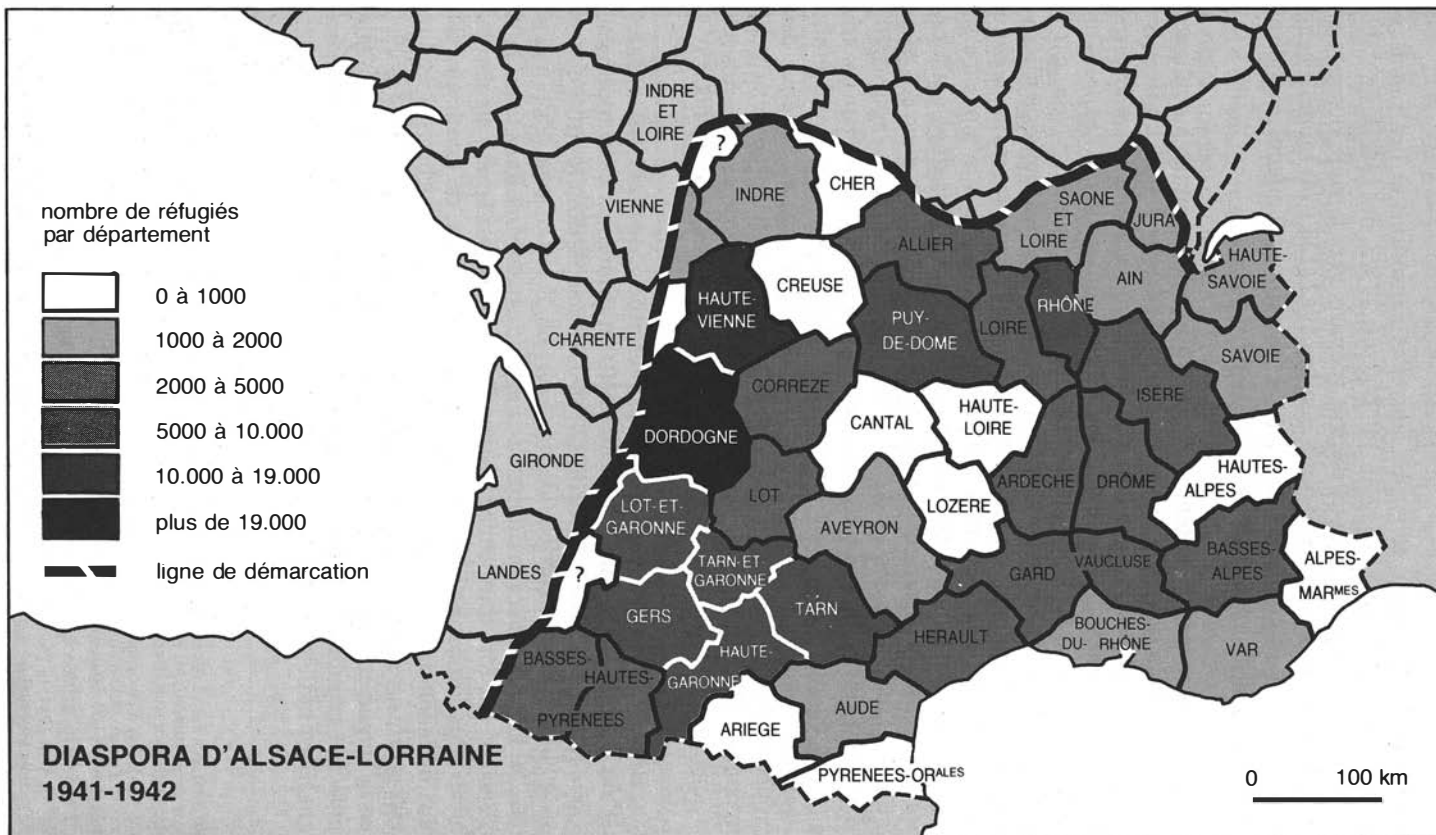 INDRE
ET
LOIRE
?
VIENNE
INDRE
CHER
SAONE
ET
LOIRE
JURA
HAUTE-
SAVOIE
ALLIER
AIN
CREUSE
HAUTE-
VIENNE
CHARENTE
PUY-
DE-DOME
LOIRE
RHÔNE
SAVOIE
CORREZE
ISERE
DORDOGNE
CANTAL
HAUTE-
LOIRE
GIRONDE
HAUTES-
ALPES
LOT
ARDECHE
DRÔME
LOT-ET-
GARONNE
LOZERE
AVEYRON
LANDES
?
TARN-ET-
GARONNE
GARD
VAUCLUSE
BASSES-
ALPES
ALPES-
MARMES
GERS
TARN
HERAULT
BOUCHES-
DU- RHÔNE
VAR
BASSES-
HAUTES-
PYRENEES
HAUTE-
GARONNE
ARIEGE
AUDE
PYRENEES-ORALES
nombre de réfugiés
par département
0 à 1000
1000 à 2000
2000 à 5000
5000 à 10.000
10.000 à 19.000
plus de 19.000
ligne de démarcation
DIASPORA D'ALSACE-LORRAINE
1941-1942
0 100 km